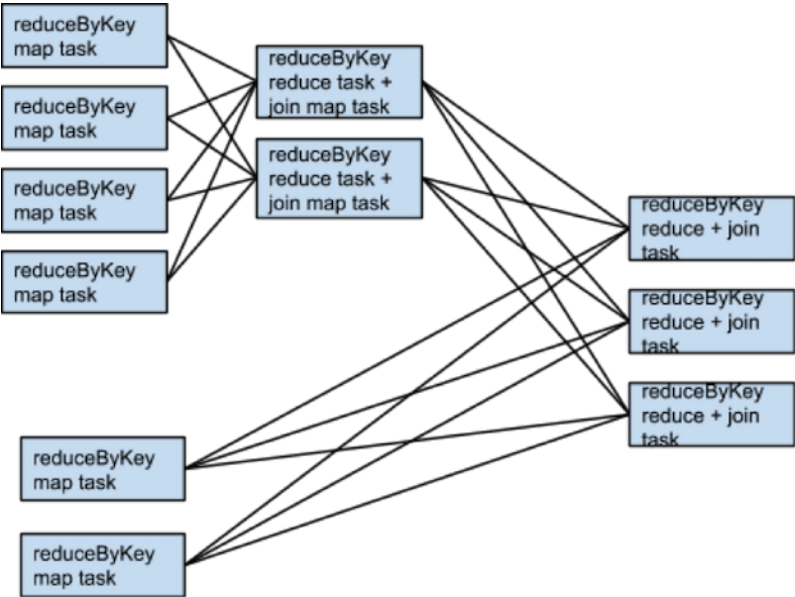 reduceByKey
map task
reduceByKey
map task
reduceByKey
map task
reduceByKey
map task
reduceByKey
reduce task +
join map task
reduceByKey
reduce task +
join map task
reduceByKey
reduce + join
task
reduceByKey
reduce + join
task
reduceByKey
reduce + join
task
reduceByKey
map task
reduceByKey
map task